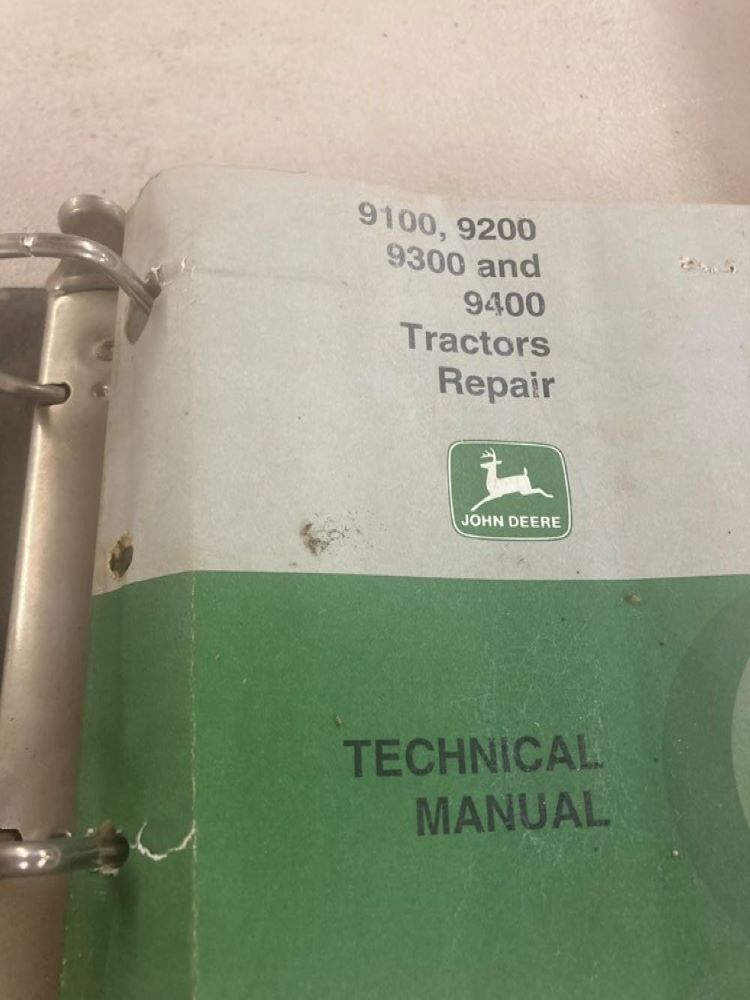 9100, 9200
9300 and
9400
Tractors
Repair
JOHN DEERE
TECHNICAL
MANUAL